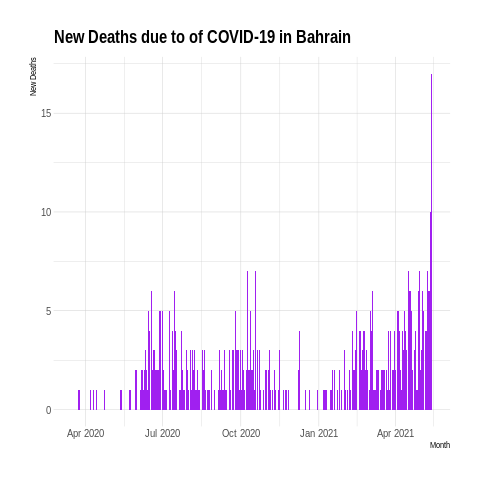 New Deaths due to of COVID-19 in Bahrain
New Deaths
15
10
5
0
Apr 2020 Jul 2020 Oct 2020 Jan 2021 Apr 2021
Month